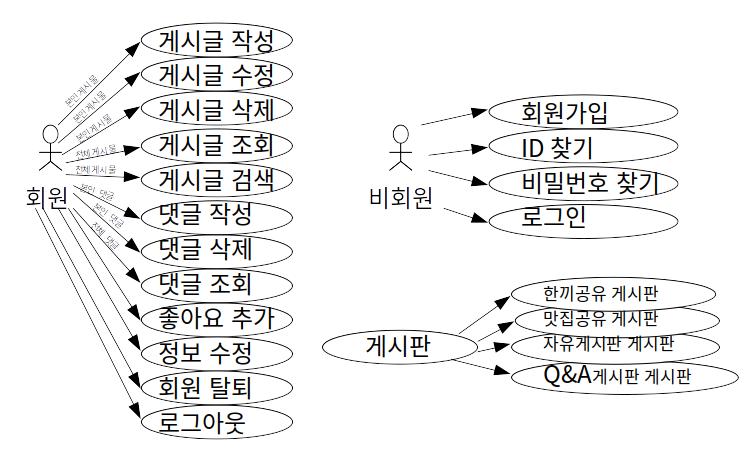 게시글 작성
게시글 수정
게시글 삭제
게시글 조회
게시글 검색
댓글 작성
댓글 삭제
댓글 조회
좋아요 추가
정보 수정
회원 탈퇴
로그아웃
본인게시물
본인게시물
본인게시물
전체게시물
전체게시물
본인 댓글
본인 댓글
전체 댓글
회원
비회원
회원가입
ID 찾기
비밀번호 찾기
로그인
게시판
한끼공유 게시판
맛집공유 게시판
자유게시판 게시판
Q&A게시판 게시판